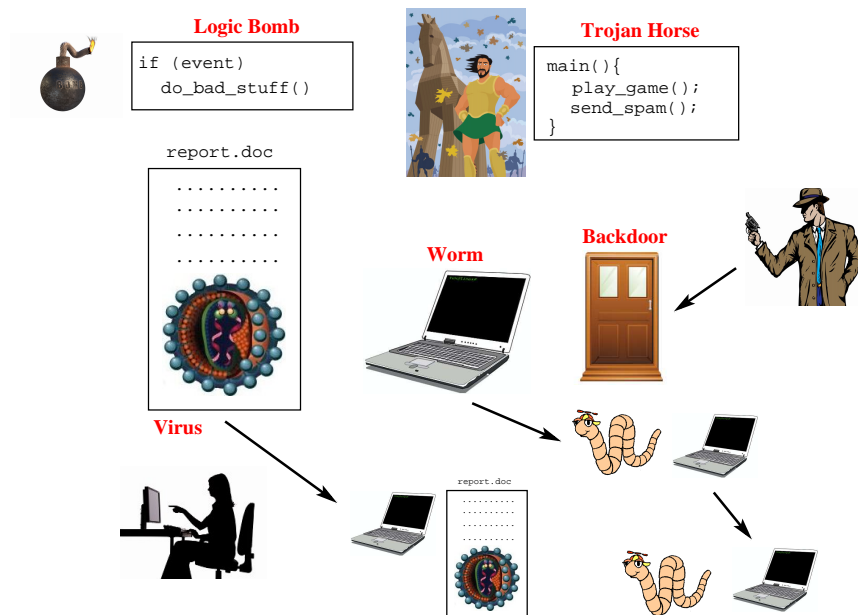 Logic Bomb
if (event)
do_bad_stuff()
Trojan Horse
main(){
play_game();
send_spam();
}
report.doc
..........
..........
..........
..........
Virus
Worm
Backdoor
report.doc
..........
..........
..........
..........